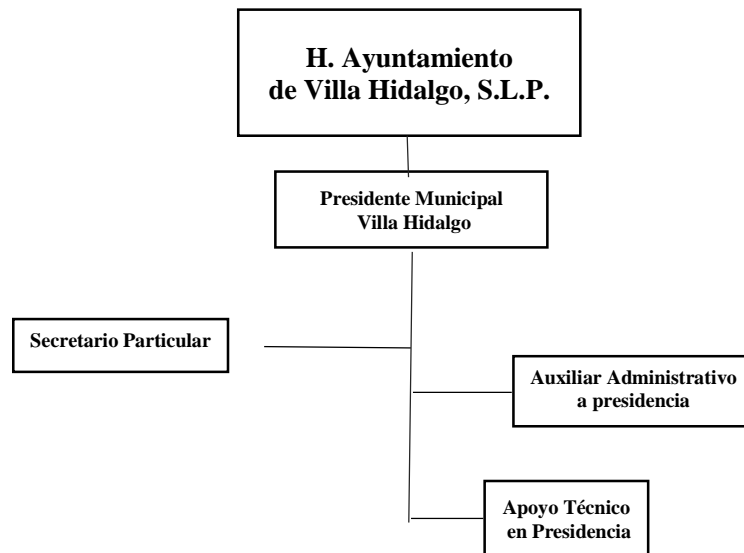 H. Ayuntamiento
de Villa Hidalgo, S.L.P.
Presidente Municipal
Villa Hidalgo
Secretario Particular
Auxiliar Administrativo
a presidencia
Apoyo Técnico
en Presidencia